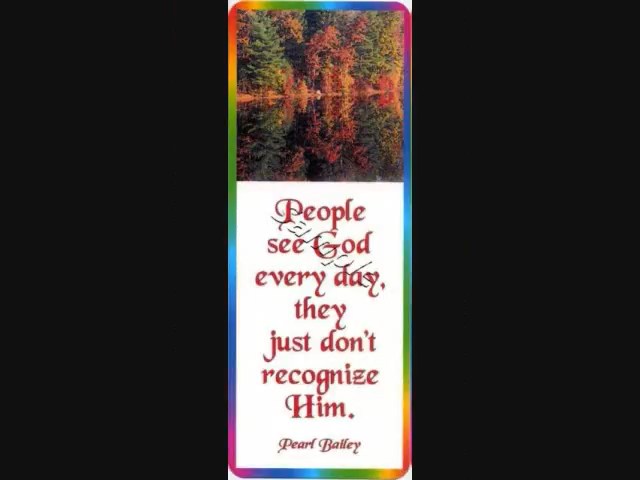 People
see God
every day,
they
just don't
recognize
Him.
Pearl Bailey